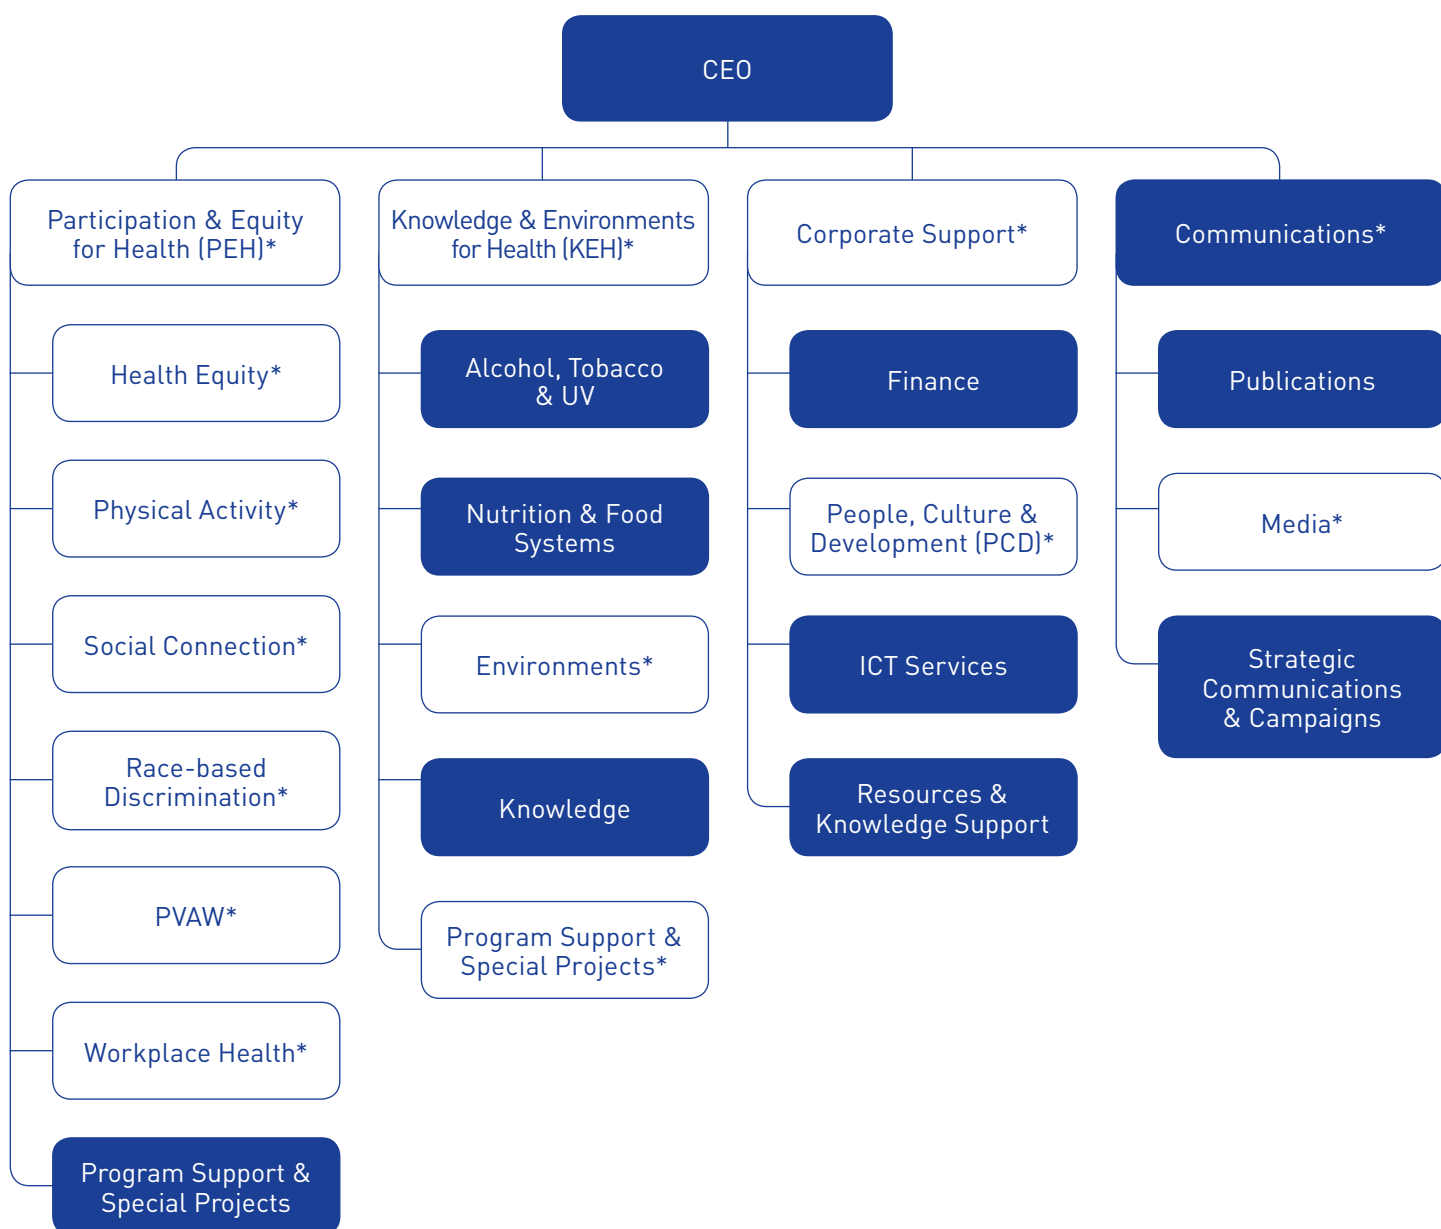 CEO
Participation & Equity
for Health (PEH)*
Health Equity*
Physical Activity*
Social Connection*
Race-based
Discrimination*
PVAW*
Workplace Health*
Program Support &
Special Projects
Knowledge & Environments
for Health (KEH)*
Alcohol, Tobacco
& UV
Nutrition & Food
Systems
Environments*
Knowledge
Program Support &
Special Projects*
Corporate Support*
Finance
People, Culture &
Development (PCD)*
ICT Services
Resources &
Knowledge Support
Communications*
Publications
Media*
Strategic
Communications
& Campaigns